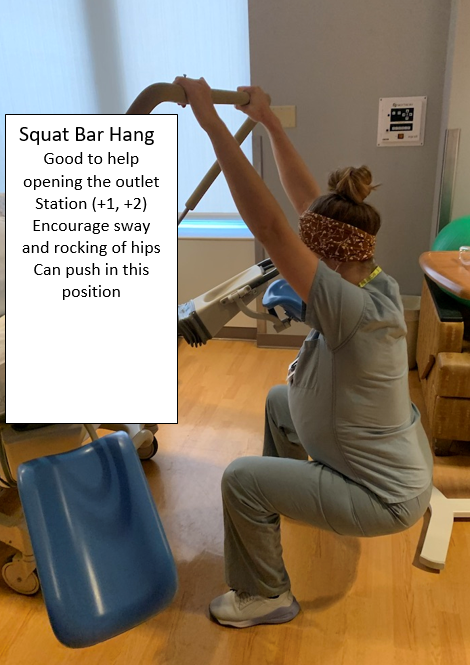 Squat Bar Hang
Good to help
opening the outlet
Station (+1, +2)
Encourage sway
and rocking of hips
Can push in this
position